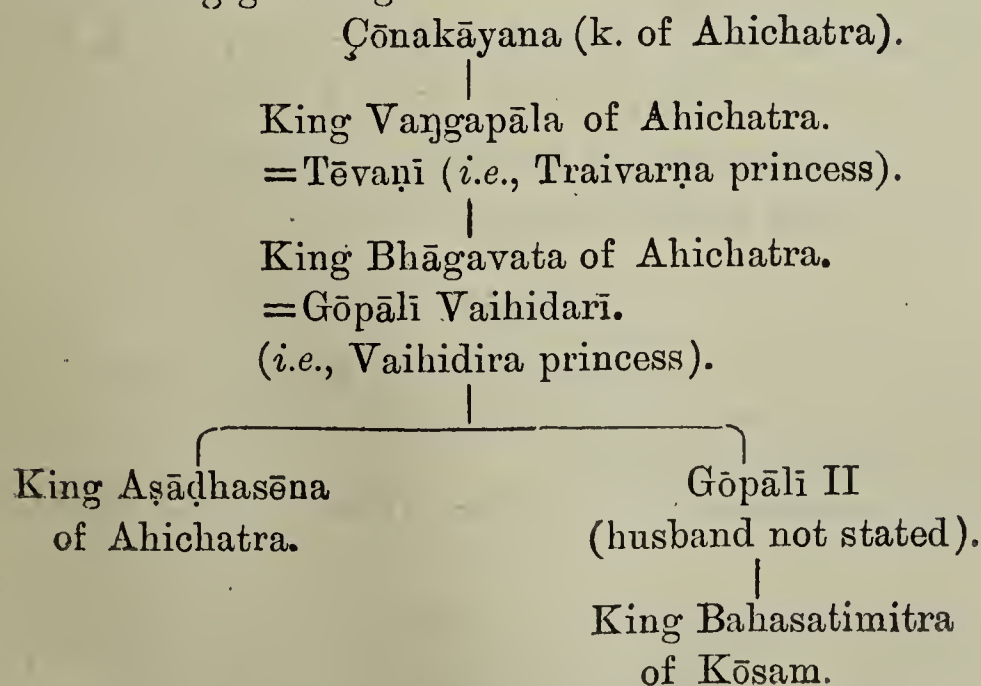 Çōnakāyana (k. of Ahichatra).
King Vaŋgapāla of Ahichatra.
=Tēvaṇī (i.e., Traivarṇa princess).
King Bhāgavata of Ahichatra.
=Gōpālī Vaihidarī.
(i.e., Vaihidira princess).
King Aṣāḍhasēna Gōpālī II
of Ahichatra. (husband not stated).
King Bahasatimitra
of Kōsam.